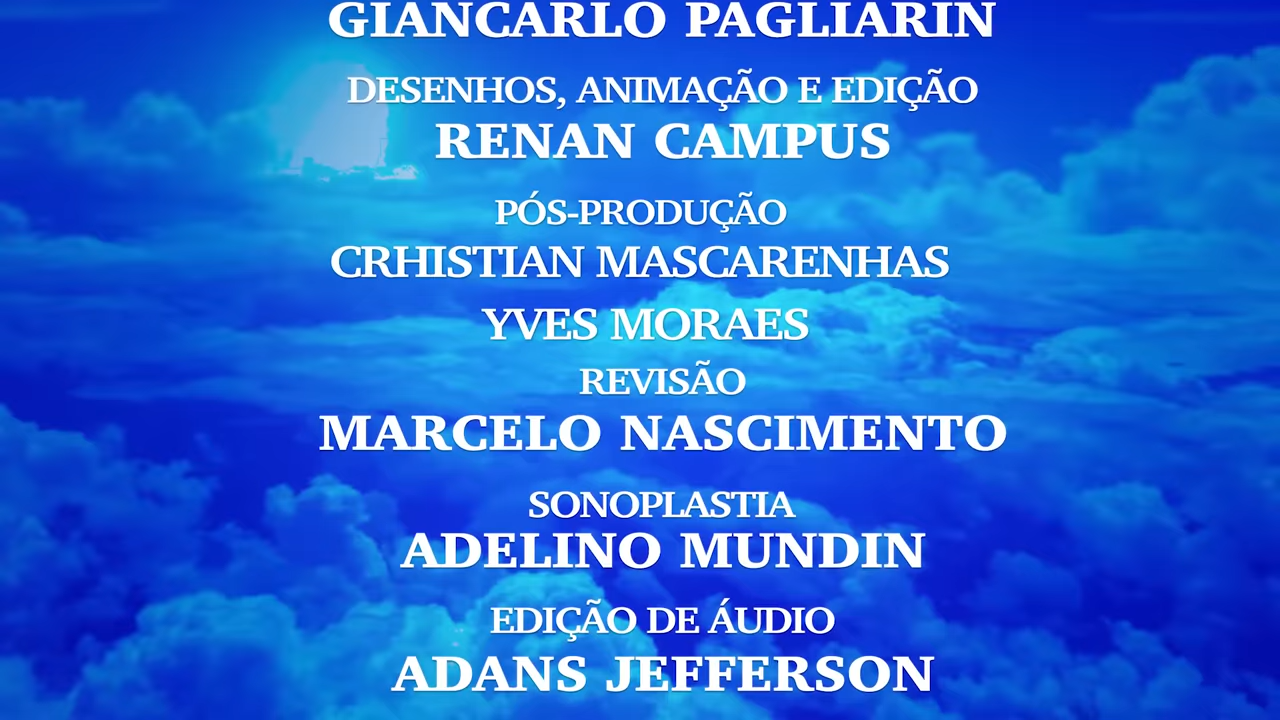 GIANCARLO PAGLIARIN
DESENHOS, ANIMAÇÃO E EDIÇÃO
RENAN CAMPUS
PÓS-PRODUÇÃO
CRHISTIAN MASCARENHAS
YVES MORAES
REVISÃO
MARCELO NASCIMENTO
SONOPLASTIA
ADELINO MUNDIN
EDIÇÃO DE ÁUDIO
ADANS JEFFERSON